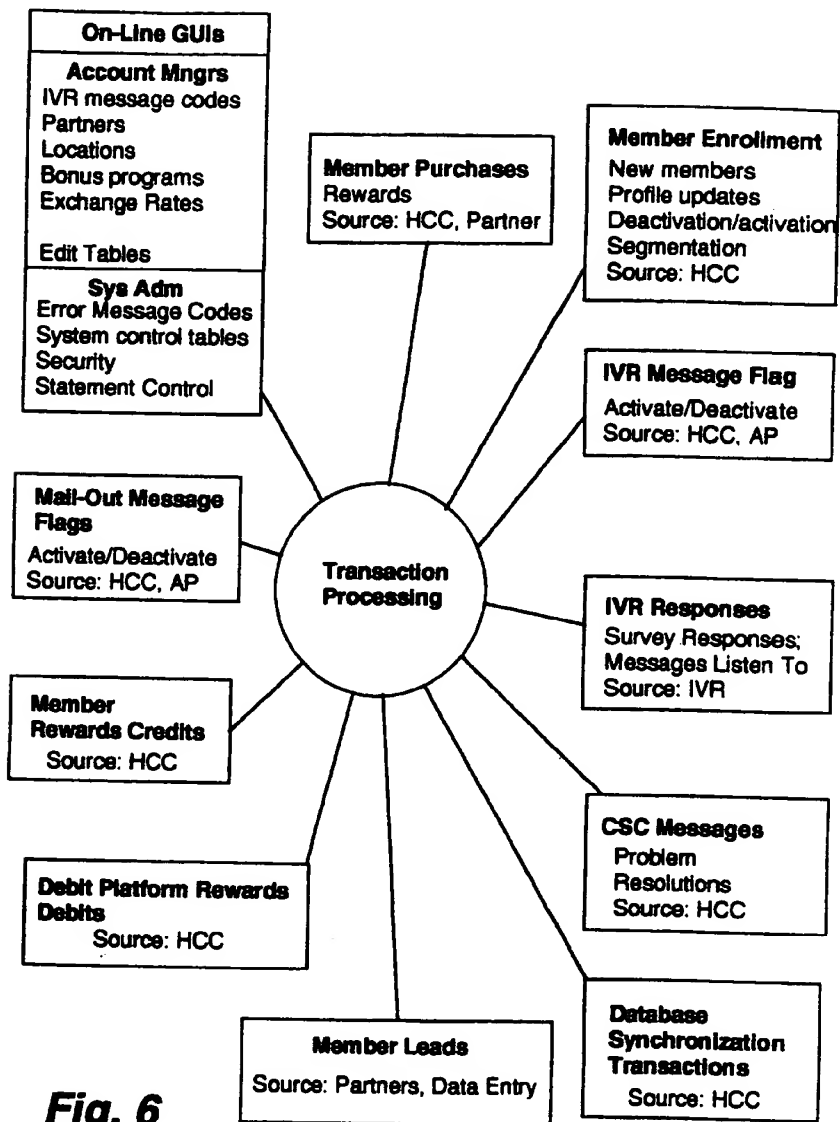 On-Line GUIs
Account Mngrs
IVR message codes
Partners
Locations
Bonus programs
Exchange Rates
Edit Tables
Sys Adm
Error Message Codes
System control tables
Security
Statement Control
Member Purchases
Rewards
Source: HCC, Partner
Member Enrollment
New members
Profile updates
Deactivation/activation
Segmentation
Source: HCC
IVR Message Flag
Activate/Deactivate
Source: HCC, AP
Mail-Out Message
Flags
Activate/Deactivate
Source: HCC, AP
Transaction
Processing
IVR Responses
Survey Responses;
Messages Listen To
Source: IVR
Member
Rewards Credits
Source: HCC
CSC Messages
Problem
Resolutions
Source: HCC
Debit Platform Rewards
Debits
Source: HCC
Member Leads
Source: Partners, Data Entry
Database
Synchronization
Transactions
Source: HCC
Fig. 6